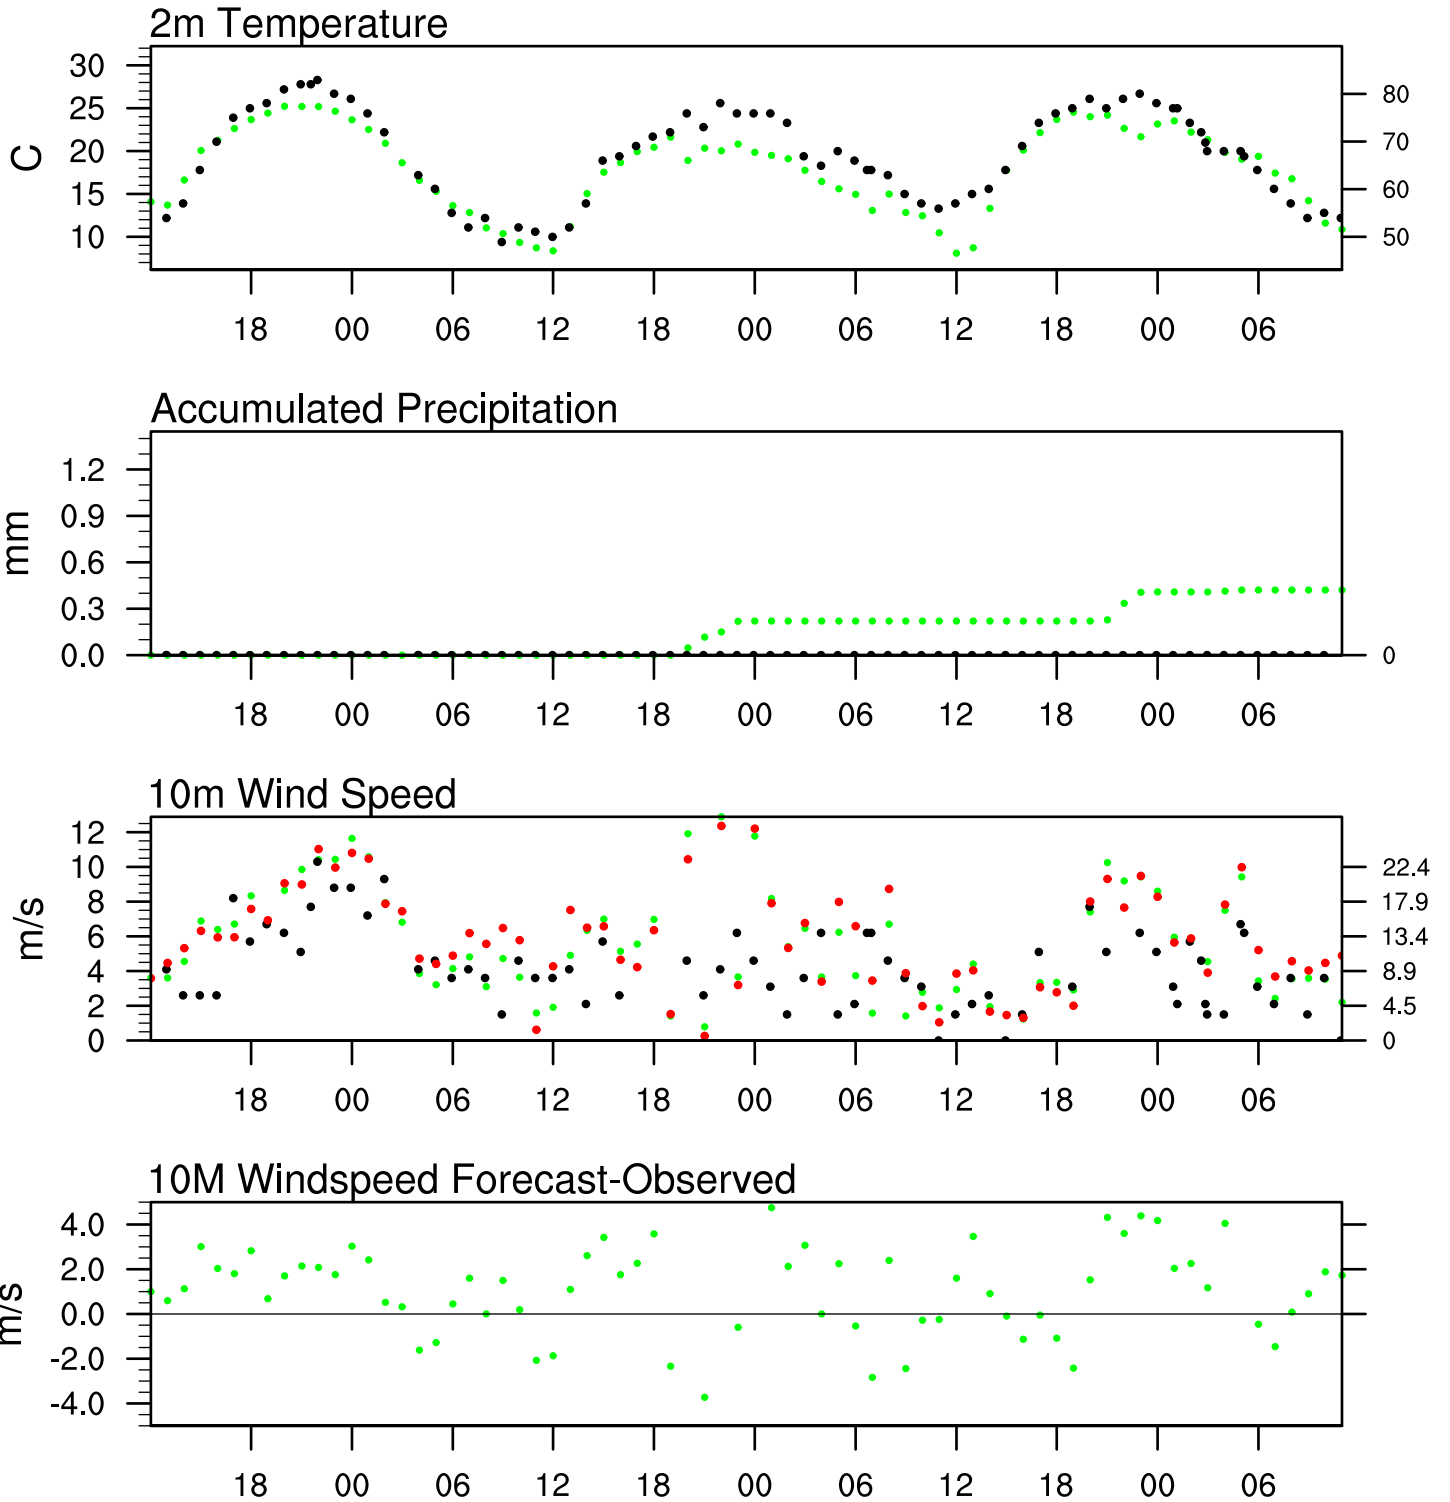 2m Temperature
30
25
20
15
10
C
80
70
60
50
18 00 06 12 18 00 06 12 18 00 06
Accumulated Precipitation
1.2
0.9
0.6
0.3
0.0
mm
0
18 00 06 12 18 00 06 12 18 00 06
10m Wind Speed
12
10
8
6
4
2
0
m/s
22.4
17.9
13.4
8.9
4.5
0
18 00 06 12 18 00 06 12 18 00 06
10M Windspeed Forecast-Observed
4.0
2.0
0.0
-2.0
-4.0
m/s
18 00 06 12 18 00 06 12 18 00 06